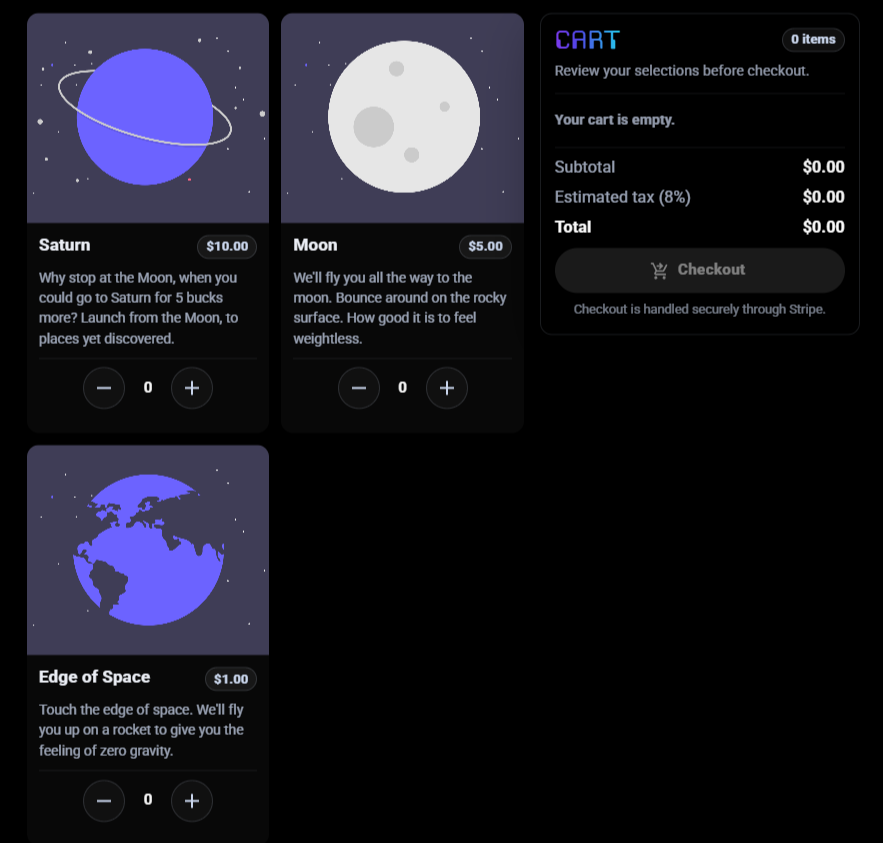 Saturn
$10.00
Why stop at the Moon, when you
could go to Saturn for 5 bucks
more? Launch from the Moon, to
places yet discovered.
0
Moon
$5.00
We'll fly you all the way to the
moon. Bounce around on the rocky
surface. How good it is to feel
weightless.
0
Edge of Space
$1.00
Touch the edge of space. We'll fly
you up on a rocket to give you the
feeling of zero gravity.
0
CART
0 items
Review your selections before checkout.
Your cart is empty.
Subtotal $0.00
Estimated tax (8%) $0.00
Total $0.00
Checkout
Checkout is handled securely through Stripe.